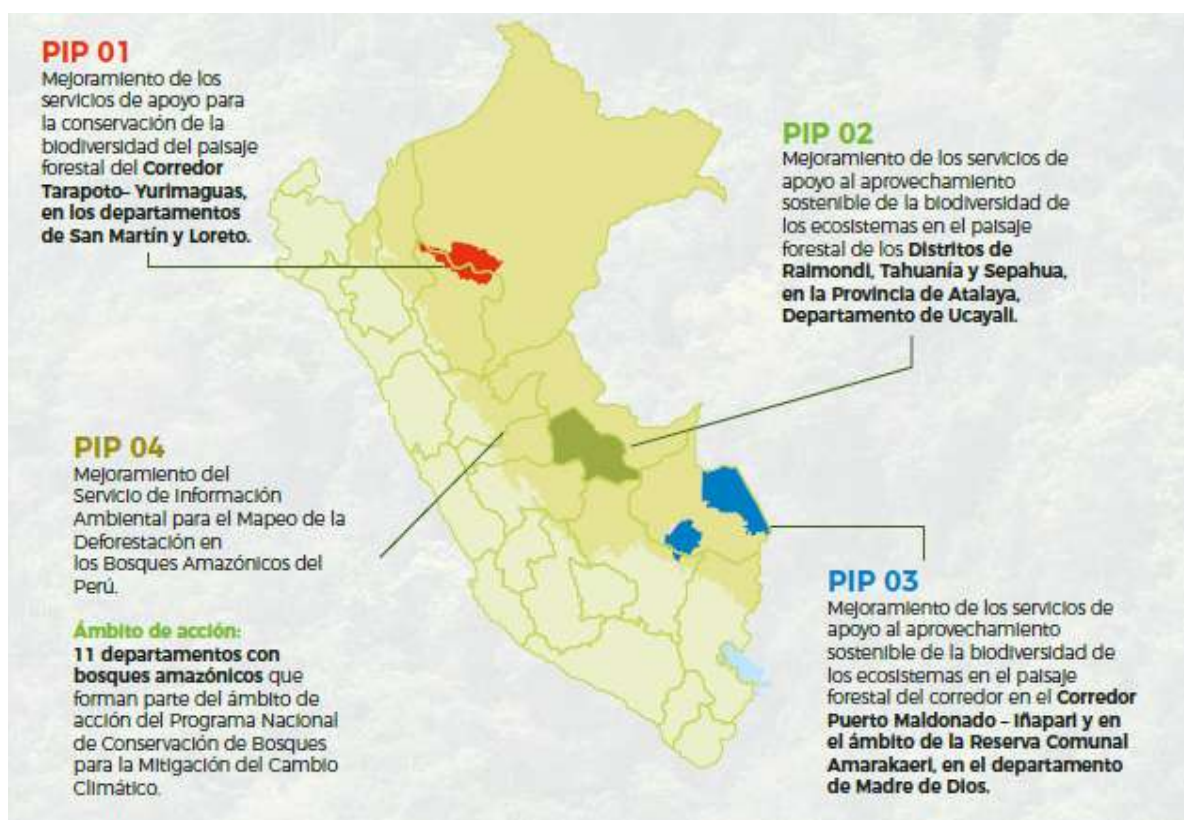 PIP 01
Mejoramiento de los
servicios de apoyo para
la conservación de la
biodiversidad del paisaje
forestal del Corredor
Tarapoto- Yurimaguas,
en los departamentos
de San Martín y Loreto.
PIP 02
Mejoramiento de los servicios de
apoyo al aprovechamiento
sostenible de la biodiversidad de
los ecosistemas en el paisaje
forestal de los Distritos de
Raimondi, Tahuanía y Sepahua,
en la Provincia de Atalaya,
Departamento de Ucayali.
PIP 04
Mejoramiento del
Servicio de Información
Ambiental para el Mapeo de la
Deforestación en
los Bosques Amazónicos del
Perú.
Ámbito de acción:
11 departamentos con
bosques amazónicos que
forman parte del ámbito de
acción del Programa Nacional
de Conservación de Bosques
para la Mitigación del Cambio
Climático.
PIP 03
Mejoramiento de los servicios de
apoyo al aprovechamiento
sostenible de la biodiversidad de
los ecosistemas en el paisaje
forestal del corredor en el Corredor
Puerto Maldonado – Iñapari y en
el ámbito de la Reserva Comunal
Amarakaeri, en el departamento
de Madre de Dios.